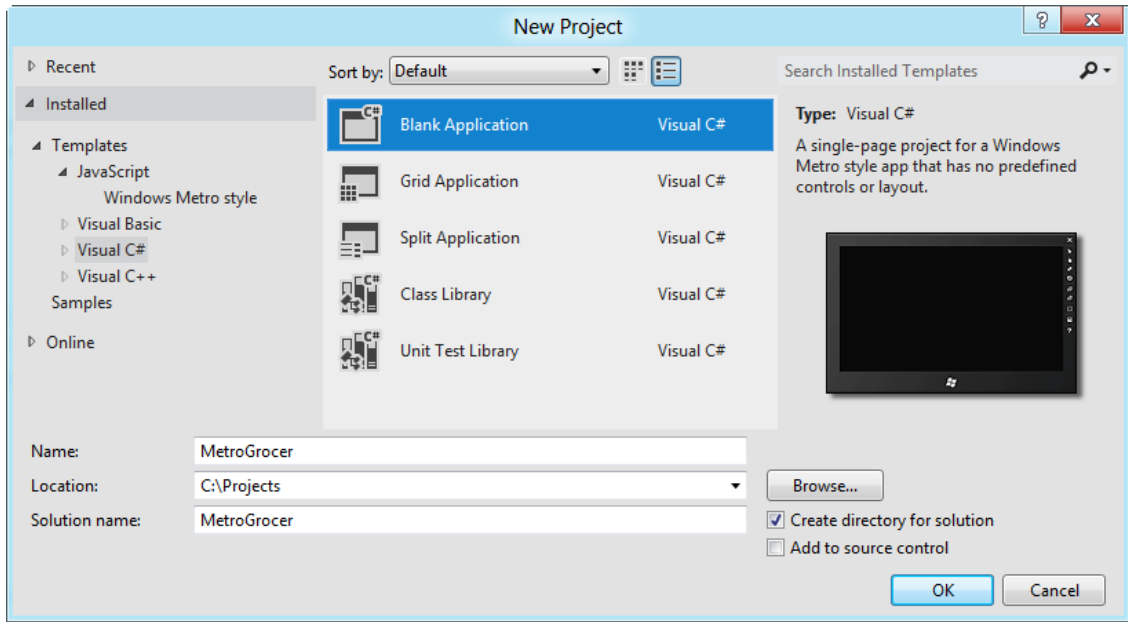 New Project
?
x
Recent
Installed
Templates
JavaScript
Windows Metro style
Visual Basic
Visual C#
Visual C++
Samples
Online
Sort by: Default
C# Blank Application Visual C#
Grid Application Visual C#
Split Application Visual C#
C# Class Library Visual C#
C# Unit Test Library Visual C#
Search Installed Templates
Type: Visual C#
A single-page project for a Windows
Metro style app that has no predefined
controls or layout.
Name: MetroGrocer
Location: C:\Projects
Browse...
Solution name: MetroGrocer
Create directory for solution
Add to source control
OK
Cancel